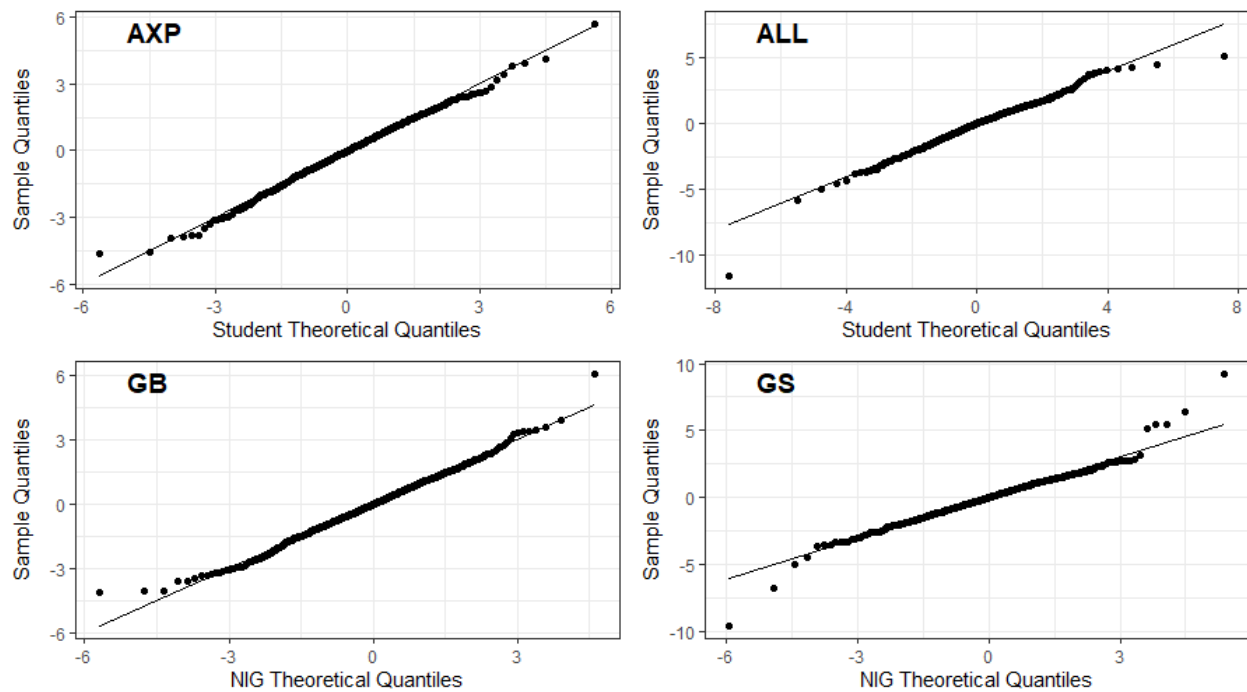 AXP
Sample Quantiles
6
3
0
-3
-6
-6 -3 0 3 6
Student Theoretical Quantiles
ALL
Sample Quantiles
5
0
-5
-10
-8 -4 0 4 8
Student Theoretical Quantiles
GB
Sample Quantiles
6
3
0
-3
-6
-6 -3 0 3
NIG Theoretical Quantiles
GS
Sample Quantiles
10
5
0
-5
-10
-6 -3 0 3
NIG Theoretical Quantiles